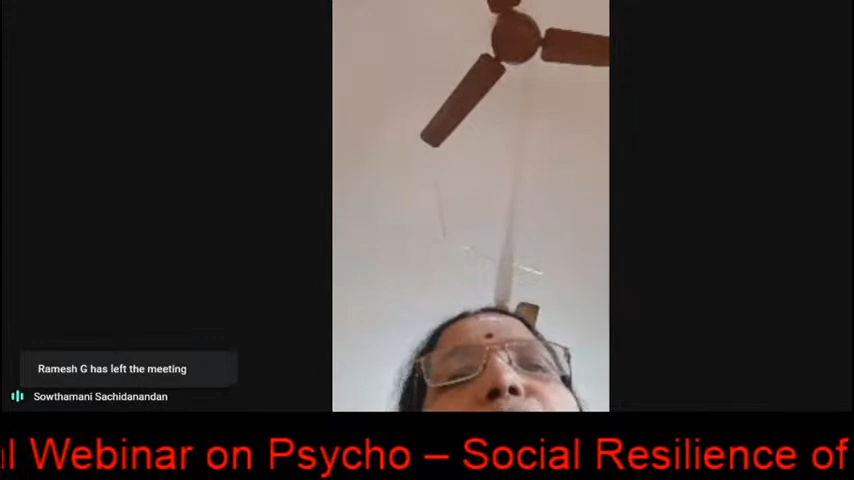 Ramesh G has left the meeting
Sowthamani Sachidanandan
l Webinar on Psycho – Social Resilience of